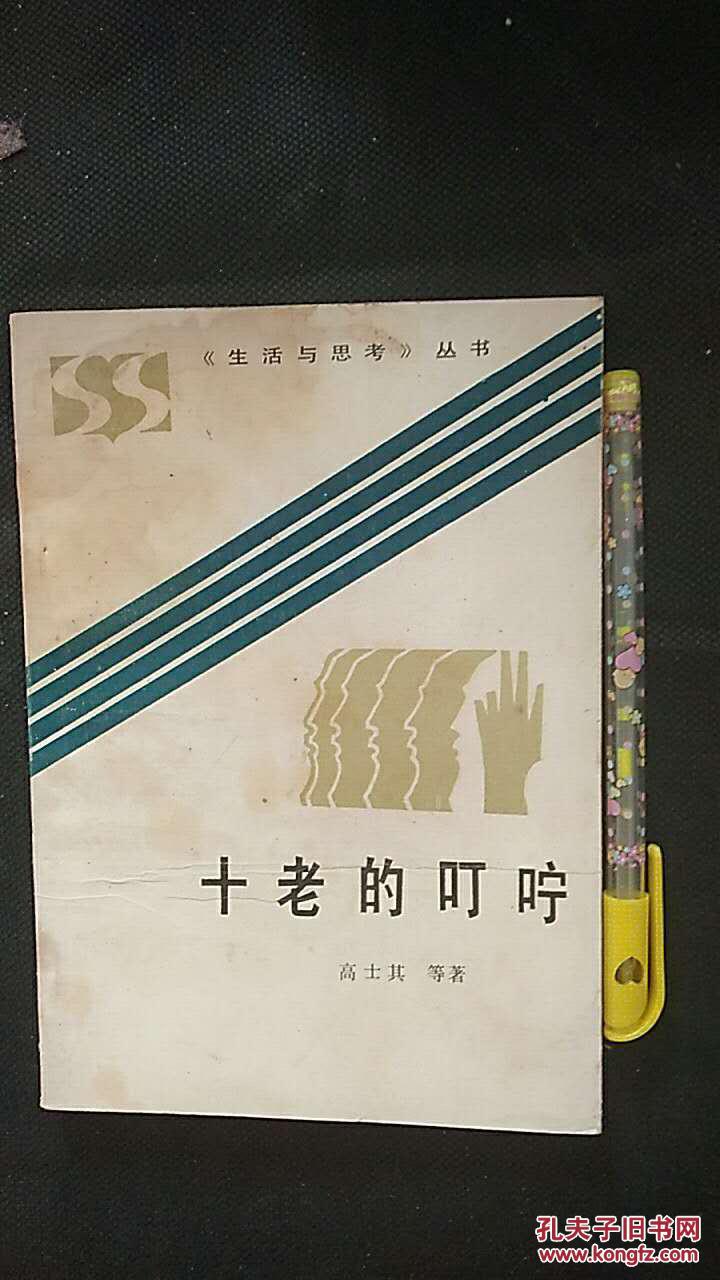 《生活与思考》丛书
十老的叮咛
高士其 等著
孔夫子旧书网
www.kongfz.com